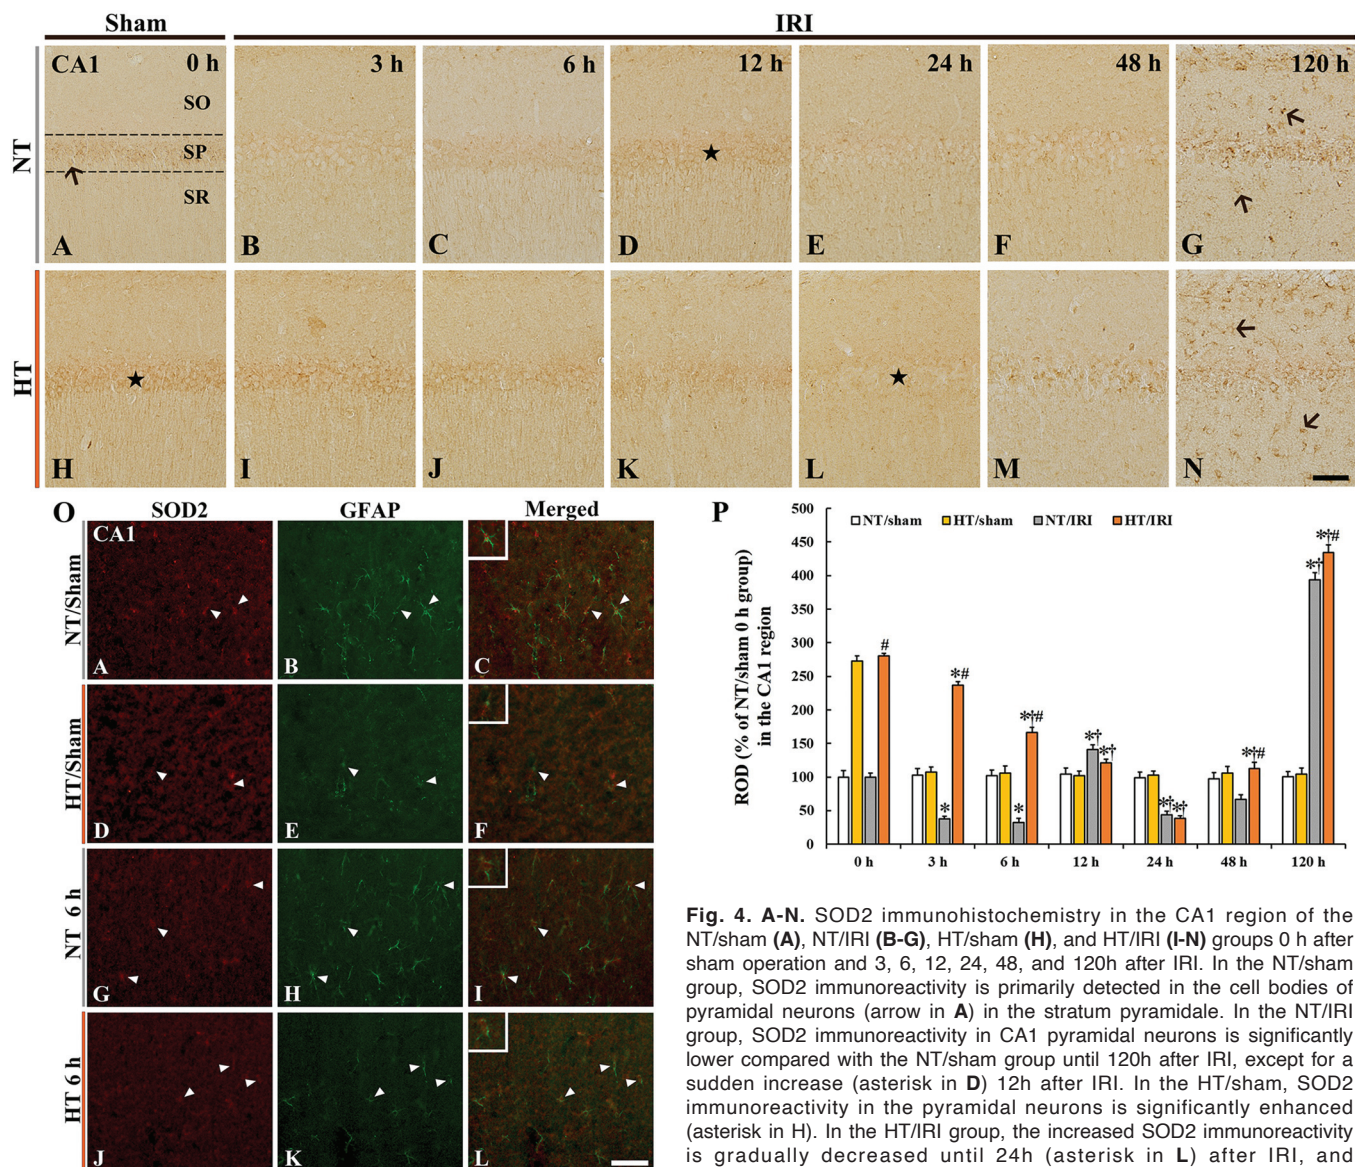 Sham IRI
CA1 0 h 3 h 6 h 12 h 24 h 48 h 120 h
SO
NT SP
SR
A B C D E F G
HT
H I J K L M N
O SOD2 GFAP Merged
CA1
NT/Sham
A B C
HT/Sham
D E F
NT 6 h
G H I
HT 6 h
J K L
P
NT/sham HT/sham NT/IRI HT/IRI
ROD (% of NT/sham 0 h group)
in the CA1 region
500
450
400
350
300
250
200
150
100
50
0
# *# * *†# * *† *† *† *† *†# *† *†#
0 h 3 h 6 h 12 h 24 h 48 h 120 h
Fig. 4. A-N. SOD2 immunohistochemistry in the CA1 region of the
NT/sham (A), NT/IRI (B-G), HT/sham (H), and HT/IRI (I-N) groups 0 h after
sham operation and 3, 6, 12, 24, 48, and 120h after IRI. In the NT/sham
group, SOD2 immunoreactivity is primarily detected in the cell bodies of
pyramidal neurons (arrow in A) in the stratum pyramidale. In the NT/IRI
group, SOD2 immunoreactivity in CA1 pyramidal neurons is significantly
lower compared with the NT/sham group until 120h after IRI, except for a
sudden increase (asterisk in D) 12h after IRI. In the HT/sham, SOD2
immunoreactivity in the pyramidal neurons is significantly enhanced
(asterisk in H). In the HT/IRI group, the increased SOD2 immunoreactivity
is gradually decreased until 24h (asterisk in L) after IRI, and